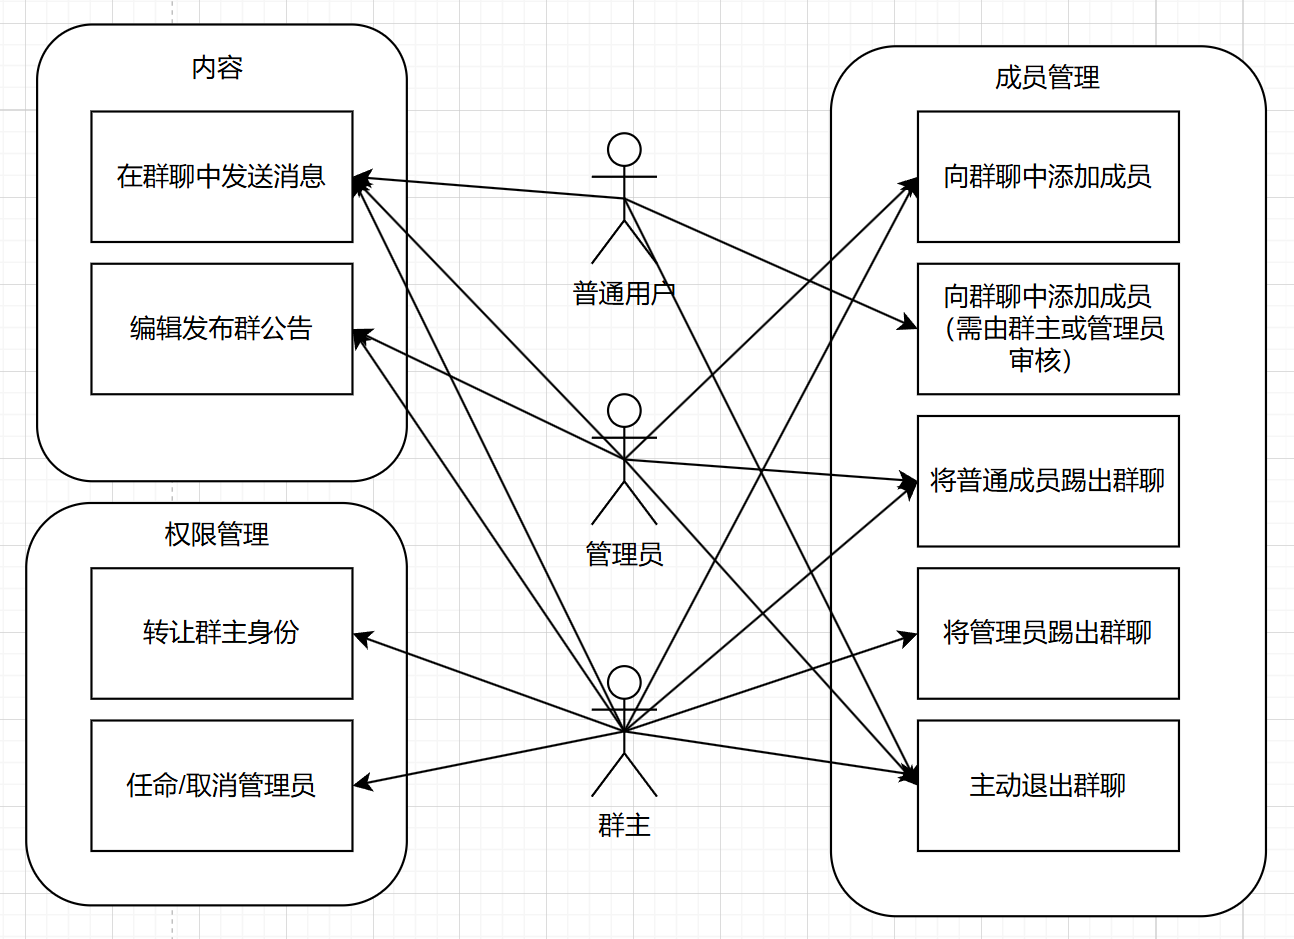 内容
在群聊中发送消息
编辑发布群公告
权限管理
转让群主身份
任命/取消管理员
普通用户
管理员
群主
成员管理
向群聊中添加成员
向群聊中添加成员
（需由群主或管理员
审核）
将普通成员踢出群聊
将管理员踢出群聊
主动退出群聊